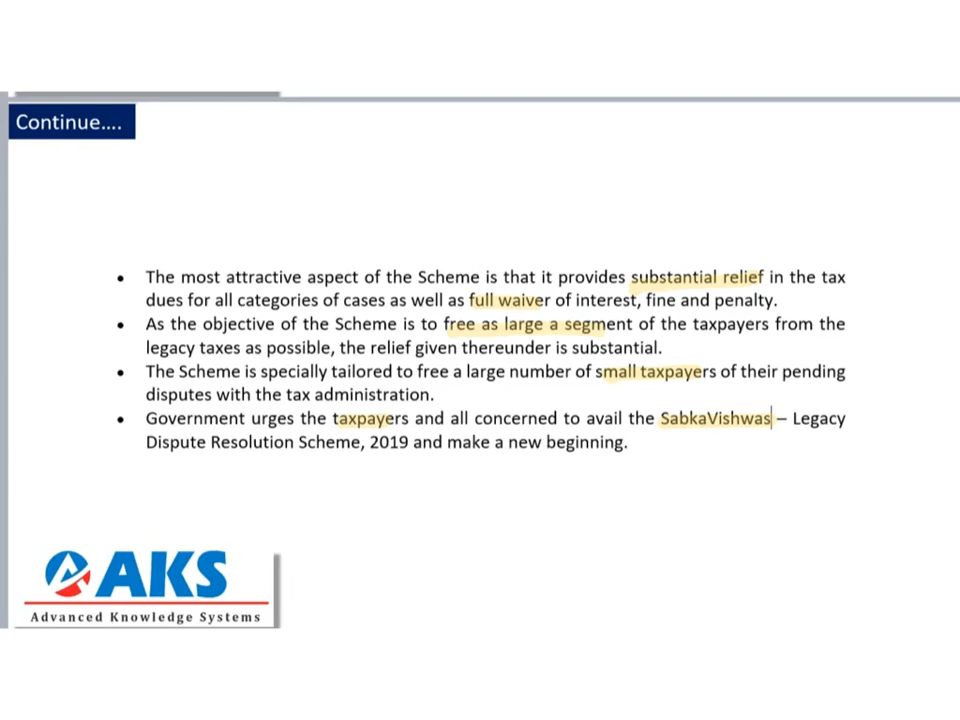 Continue....
• The most attractive aspect of the Scheme is that it provides substantial relief in the tax
dues for all categories of cases as well as full waiver of interest, fine and penalty.
• As the objective of the Scheme is to free as large a segment of the taxpayers from the
legacy taxes as possible, the relief given thereunder is substantial.
• The Scheme is specially tailored to free a large number of small taxpayers of their pending
disputes with the tax administration.
• Government urges the taxpayers and all concerned to avail the SabkaVishwas – Legacy
Dispute Resolution Scheme, 2019 and make a new beginning.
AKS
Advanced Knowledge Systems